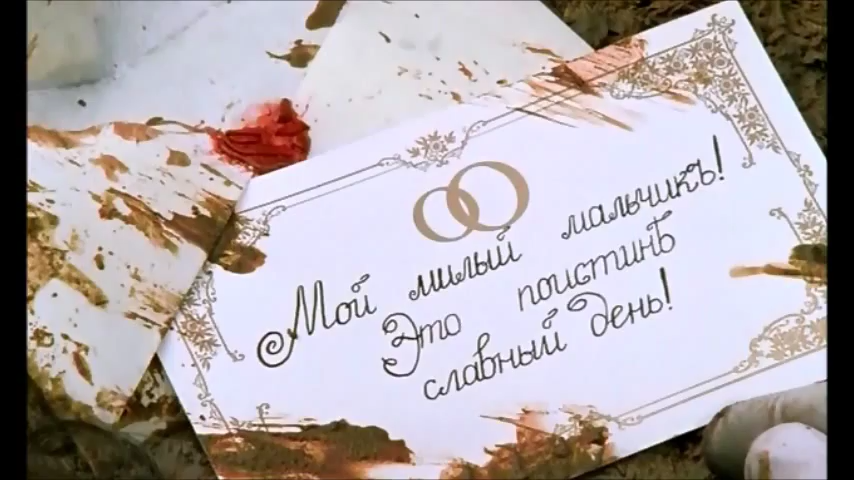 Мой милый мальчикъ!
Это поистинѣ
славный день!